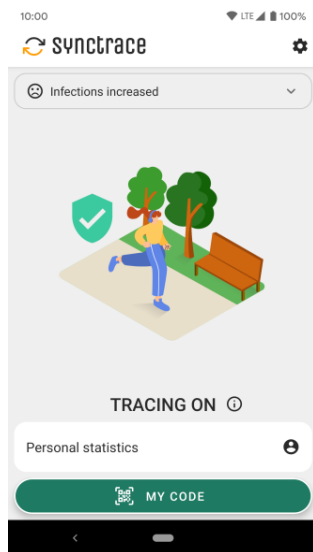 10:00
LTE 100%
Synctrace
Infections increased
TRACING ON
Personal statistics
MY CODE